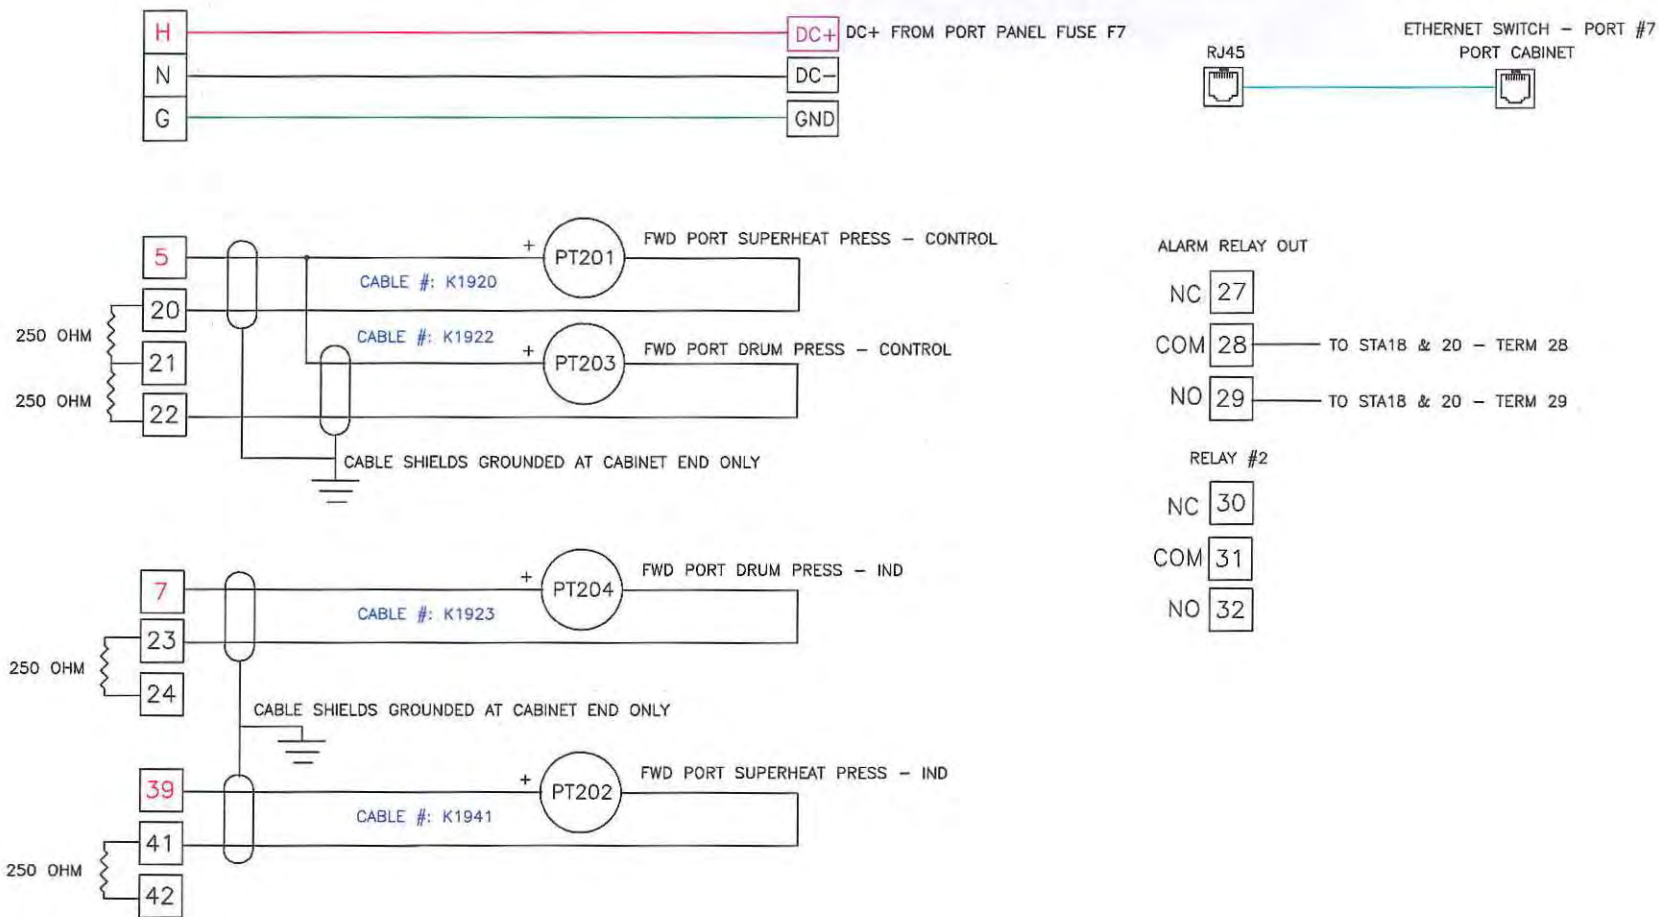 H
DC+ DC+ FROM PORT PANEL FUSE F7
N
DC-
G
GND
ETHERNET SWITCH - PORT #7
RJ45
PORT CABINET
5
+
PT201
FWD PORT SUPERHEAT PRESS - CONTROL
CABLE #: K1920
20
250 OHM
CABLE #: K1922
21
+
PT203
FWD PORT DRUM PRESS - CONTROL
250 OHM
22
CABLE SHIELDS GROUNDED AT CABINET END ONLY
7
+
PT204
FWD PORT DRUM PRESS - IND
CABLE #: K1923
23
250 OHM
24
CABLE SHIELDS GROUNDED AT CABINET END ONLY
39
+
PT202
FWD PORT SUPERHEAT PRESS - IND
CABLE #: K1941
41
250 OHM
42
ALARM RELAY OUT
NC 27
COM 28 TO STA18 & 20 - TERM 28
NO 29 TO STA18 & 20 - TERM 29
RELAY #2
NC 30
COM 31
NO 32